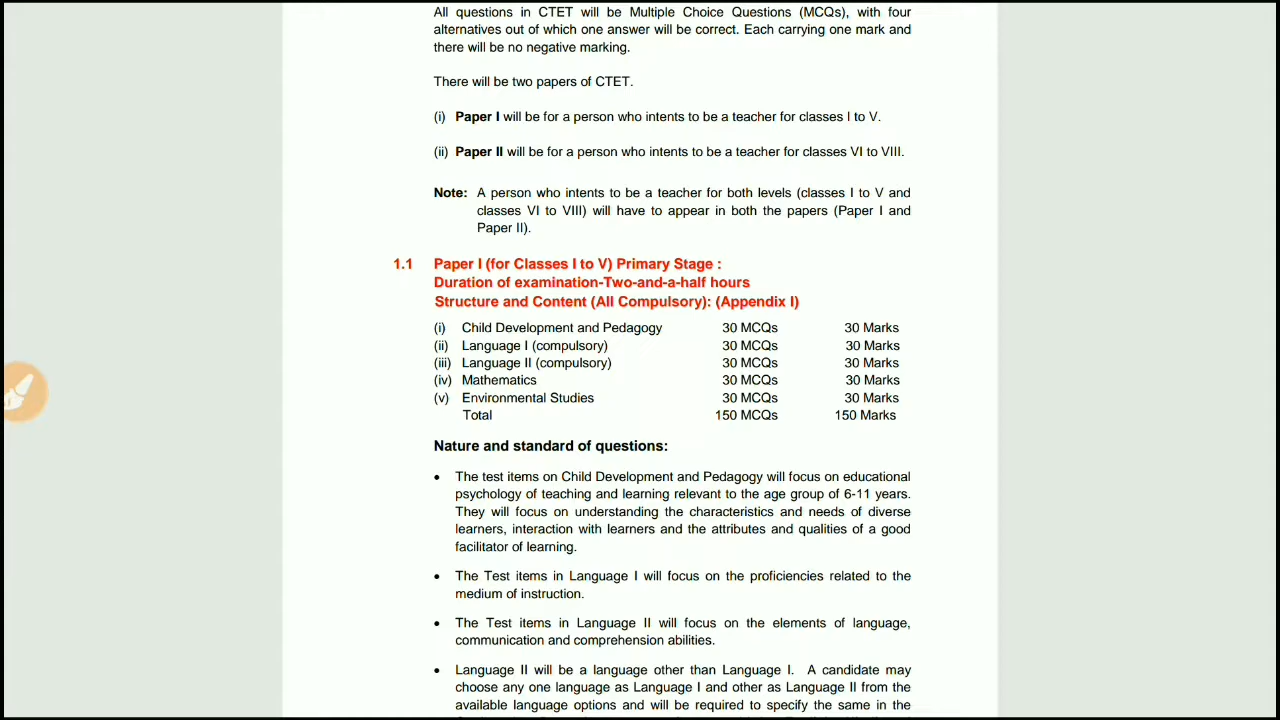 All questions in CTET will be Multiple Choice Questions (MCQs), with four
alternatives out of which one answer will be correct. Each carrying one mark and
there will be no negative marking.
There will be two papers of CTET.
(i) Paper I will be for a person who intents to be a teacher for classes I to V.
(ii) Paper II will be for a person who intents to be a teacher for classes VI to VIII.
Note: A person who intents to be a teacher for both levels (classes I to V and
classes VI to VIII) will have to appear in both the papers (Paper I and
Paper II).
1.1 Paper I (for Classes I to V) Primary Stage :
Duration of examination-Two-and-a-half hours
Structure and Content (All Compulsory): (Appendix I)
(i) Child Development and Pedagogy 30 MCQs 30 Marks
(ii) Language I (compulsory) 30 MCQs 30 Marks
(iii) Language II (compulsory) 30 MCQs 30 Marks
(iv) Mathematics 30 MCQs 30 Marks
(v) Environmental Studies 30 MCQs 30 Marks
Total 150 MCQs 150 Marks
Nature and standard of questions:
• The test items on Child Development and Pedagogy will focus on educational
psychology of teaching and learning relevant to the age group of 6-11 years.
They will focus on understanding the characteristics and needs of diverse
learners, interaction with learners and the attributes and qualities of a good
facilitator of learning.
• The Test items in Language I will focus on the proficiencies related to the
medium of instruction.
• The Test items in Language II will focus on the elements of language,
communication and comprehension abilities.
• Language II will be a language other than Language I. A candidate may
choose any one language as Language I and other as Language II from the
available language options and will be required to specify the same in the